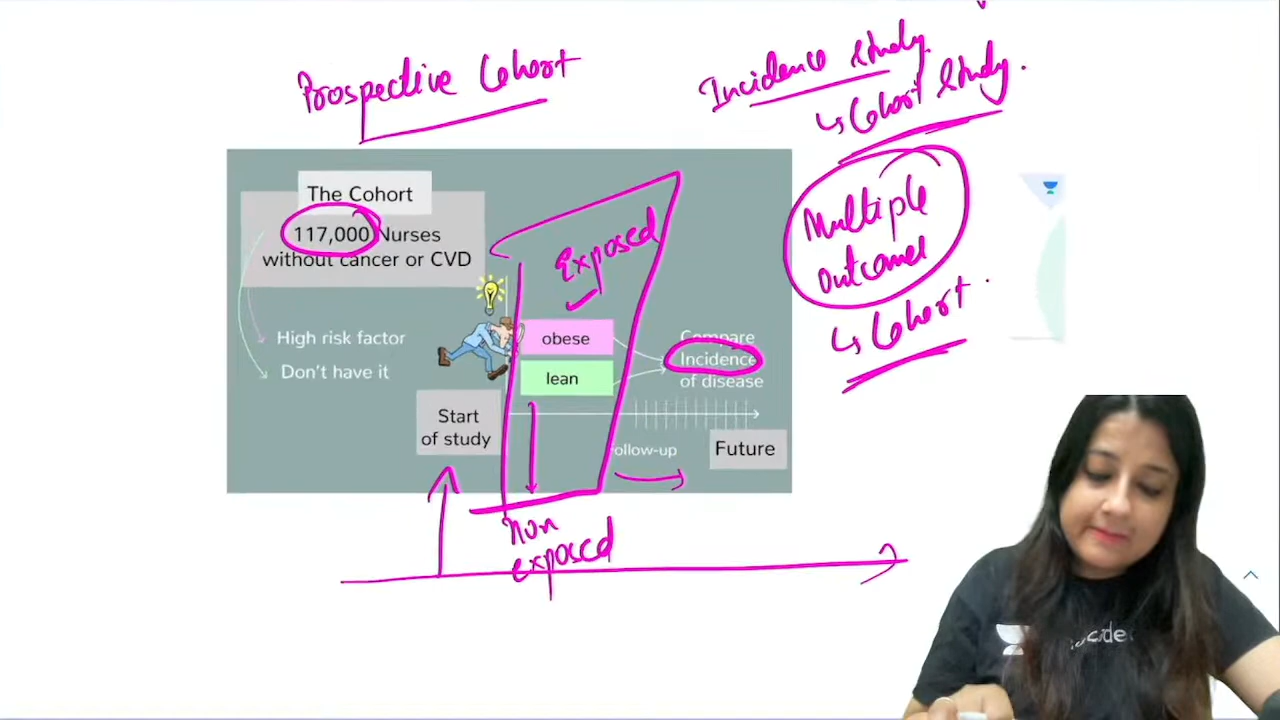 Prospective Cohort
Incidence study
↳ Cohort study.
Multiple
outcomes
↳ Cohort.
The Cohort
117,000 Nurses
without cancer or CVD
High risk factor
Don't have it
Exposed
obese
lean
Compare
Incidence
of disease
Start
of study
ollow-up
Future
Non
exposed